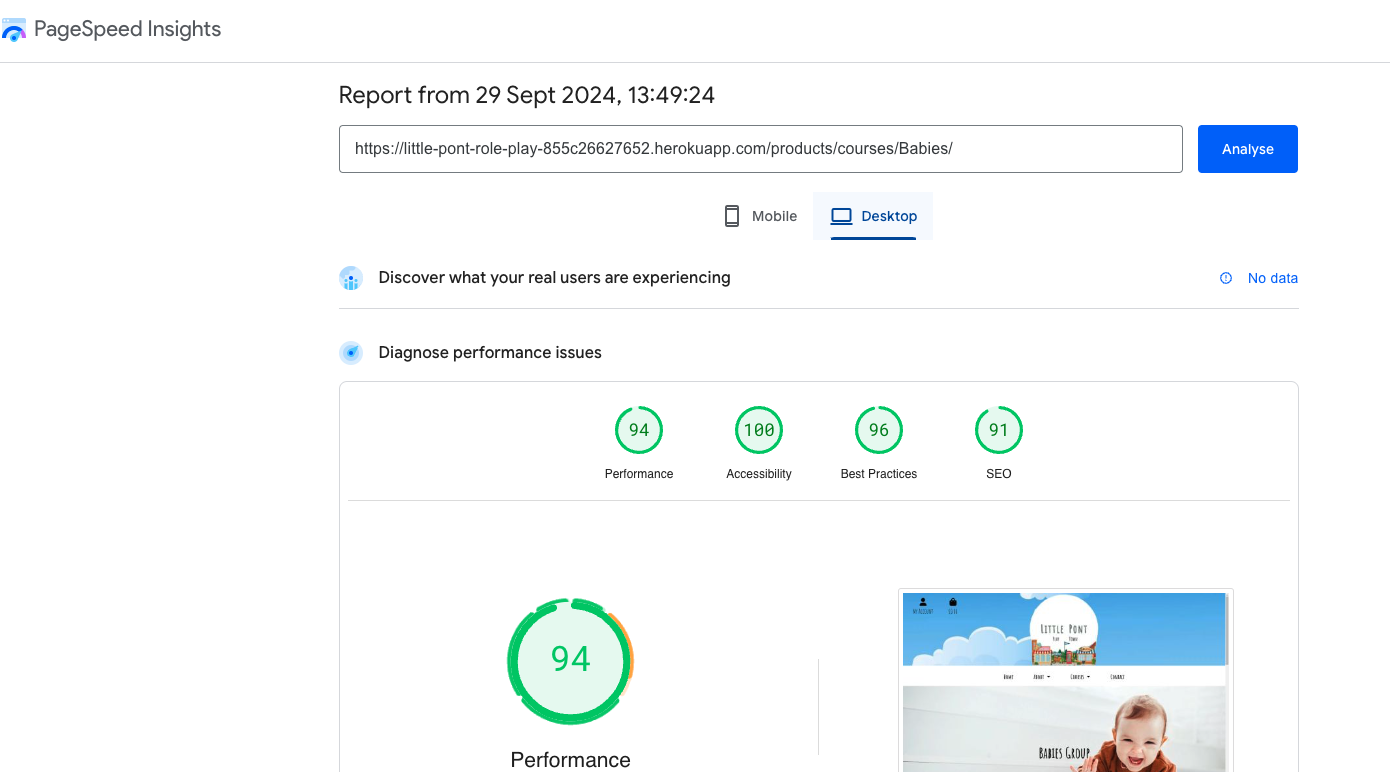 PageSpeed Insights
Report from 29 Sept 2024, 13:49:24
https://little-pont-role-play-855c26627652.herokuapp.com/products/courses/Babies/
Analyse
Mobile
Desktop
Discover what your real users are experiencing
No data
Diagnose performance issues
94
100
96
91
Performance
Accessibility
Best Practices
SEO
94
Performance
My Account
Little Pont
Play Town
Home
About
Courses
Contact
Babies Group